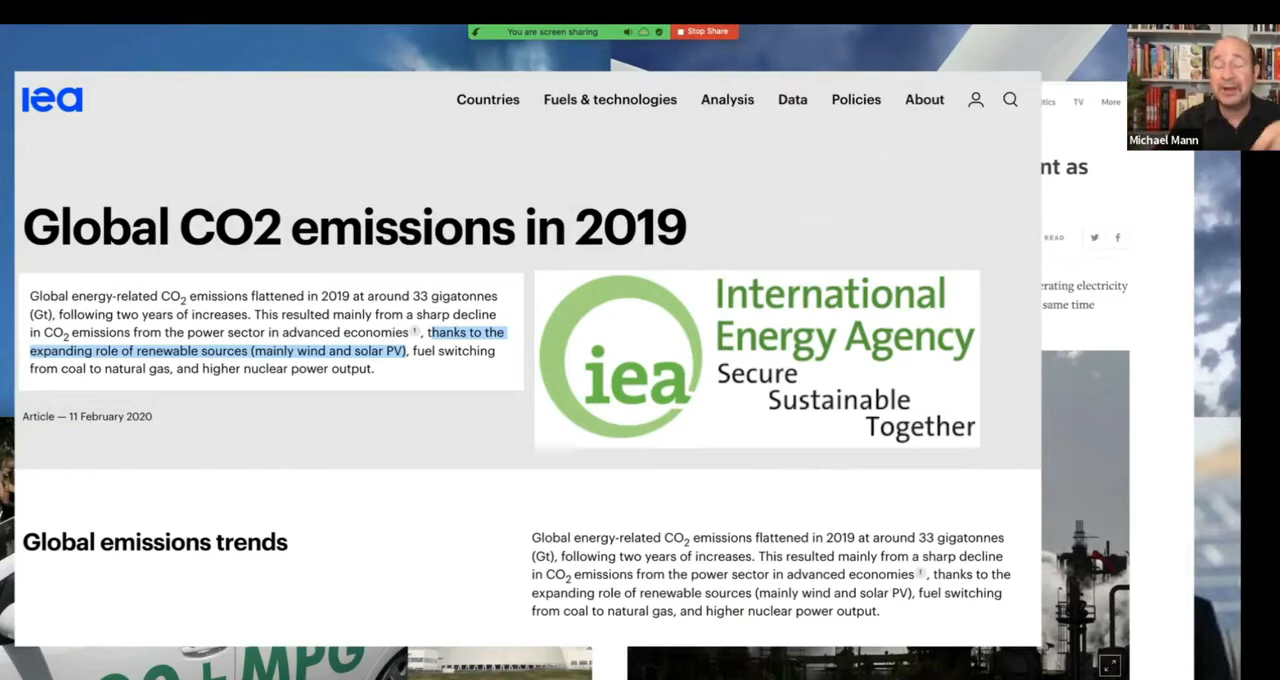 You are screen sharing
Stop Share
iea
Countries
Fuels & technologies
Analysis
Data
Policies
About
TV
More
Michael Mann
nt as
Global CO2 emissions in 2019
READ
Global energy-related CO2 emissions flattened in 2019 at around 33 gigatonnes
(Gt), following two years of increases. This resulted mainly from a sharp decline
in CO2 emissions from the power sector in advanced economies 1, thanks to the
expanding role of renewable sources (mainly wind and solar PV), fuel switching
from coal to natural gas, and higher nuclear power output.
iea
International
Energy Agency
Secure
Sustainable
Together
erating electricity
same time
Article — 11 February 2020
Global emissions trends
Global energy-related CO2 emissions flattened in 2019 at around 33 gigatonnes
(Gt), following two years of increases. This resulted mainly from a sharp decline
in CO2 emissions from the power sector in advanced economies 1, thanks to the
expanding role of renewable sources (mainly wind and solar PV), fuel switching
from coal to natural gas, and higher nuclear power output.
+ MPG